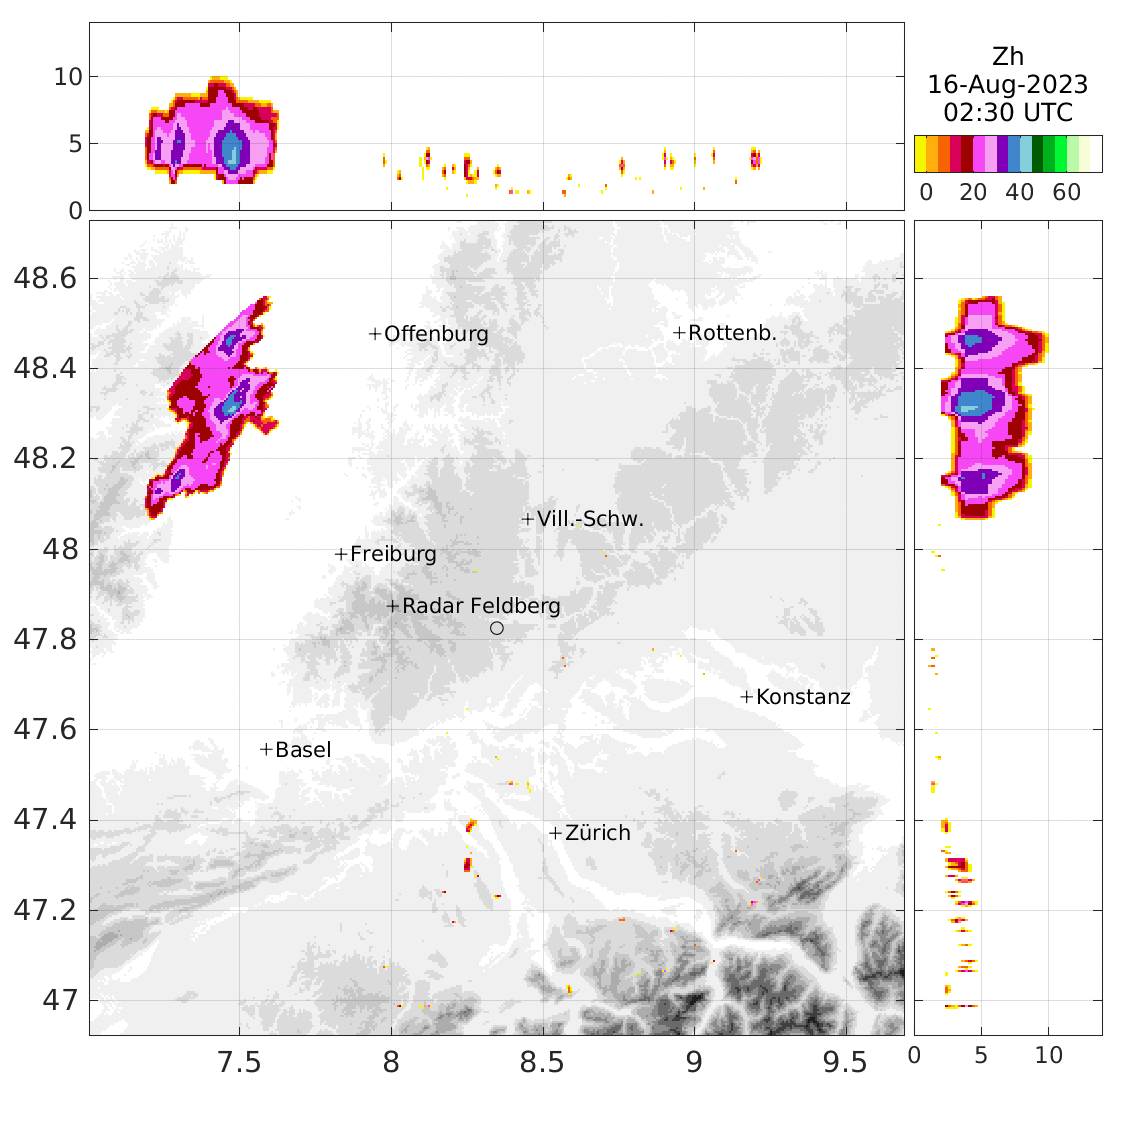 10
5
0
Zh
16-Aug-2023
02:30 UTC
0 20 40 60
48.6
48.4
48.2
48
47.8
47.6
47.4
47.2
47
+Offenburg
+Rottenb.
+Vill.-Schw.
+Freiburg
+Radar Feldberg
+Konstanz
+Basel
+Zürich
7.5 8 8.5 9 9.5
0 5 10